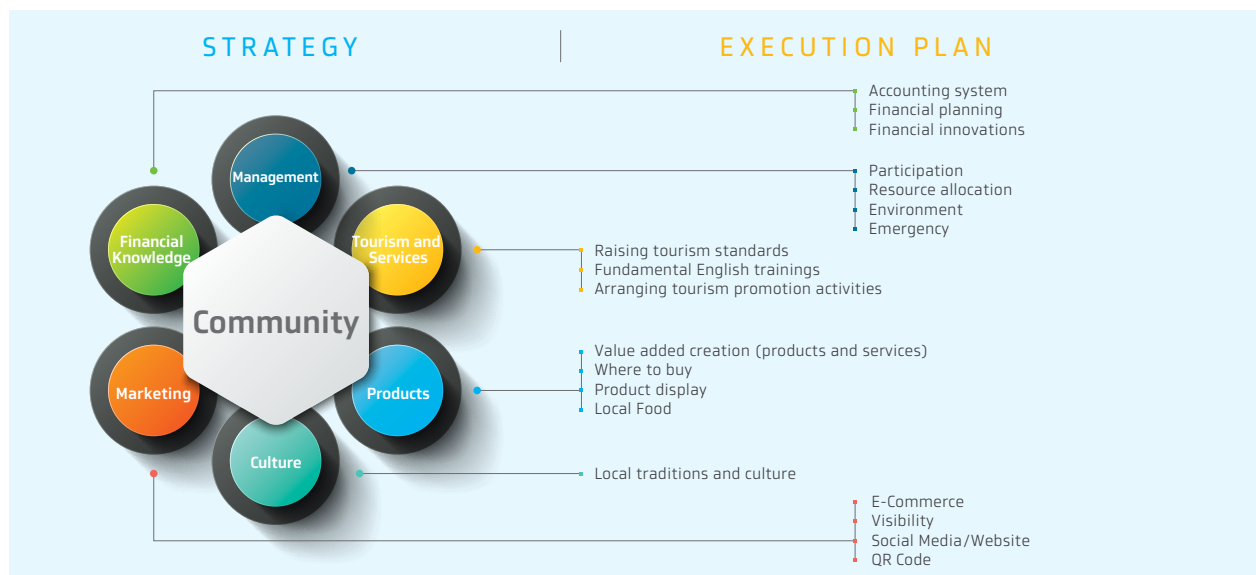 STRATEGY
EXECUTION PLAN
Accounting system
Financial planning
Financial innovations
Management
Participation
Resource allocation
Environment
Emergency
Financial
Knowledge
Tourism and
Services
Raising tourism standards
Fundamental English trainings
Arranging tourism promotion activities
Community
Value added creation (products and services)
Where to buy
Product display
Local Food
Marketing
Products
Culture
Local traditions and culture
E-Commerce
Visibility
Social Media/Website
QR Code